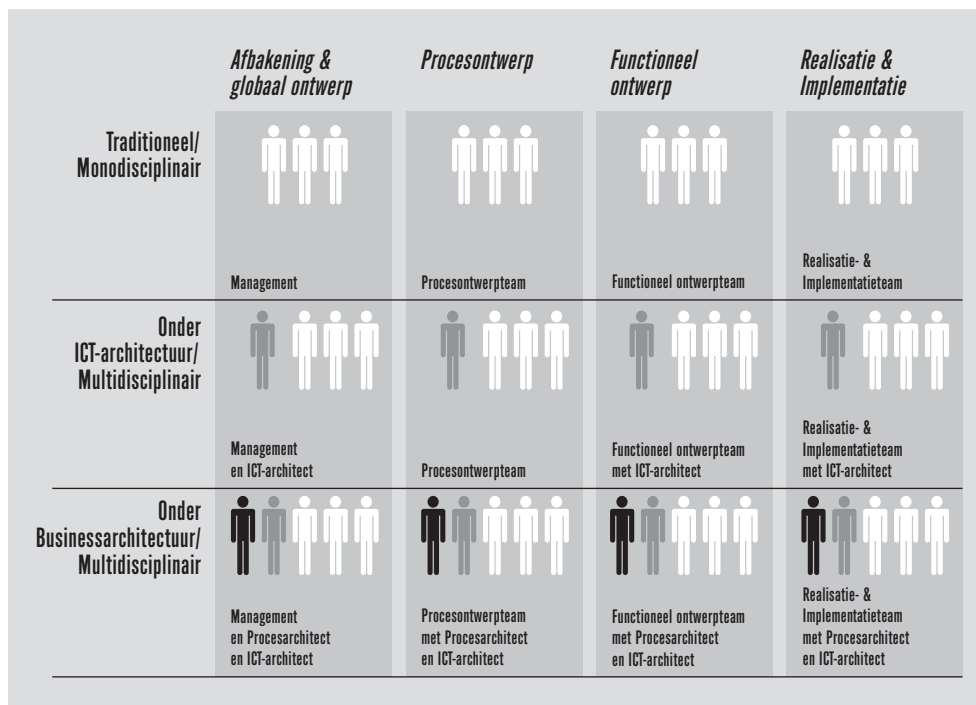 Afbakening &
globaal ontwerp
Procesontwerp
Functioneel
ontwerp
Realisatie &
Implementatie
Traditioneel/
Monodisciplinair
Management
Procesontwerpteam
Functioneel ontwerpteam
Realisatie- &
Implementatieteam
Onder
ICT-architectuur/
Multidisciplinair
Management
en ICT-architect
Procesontwerpteam
Functioneel ontwerpteam
met ICT-architect
Realisatie- &
Implementatieteam
met ICT-architect
Onder
Businessarchitectuur/
Multidisciplinair
Management
en Procesarchitect
en ICT-architect
Procesontwerpteam
met Procesarchitect
en ICT-architect
Functioneel ontwerpteam
met Procesarchitect
en ICT-architect
Realisatie- &
Implementatieteam
met Procesarchitect
en ICT-architect